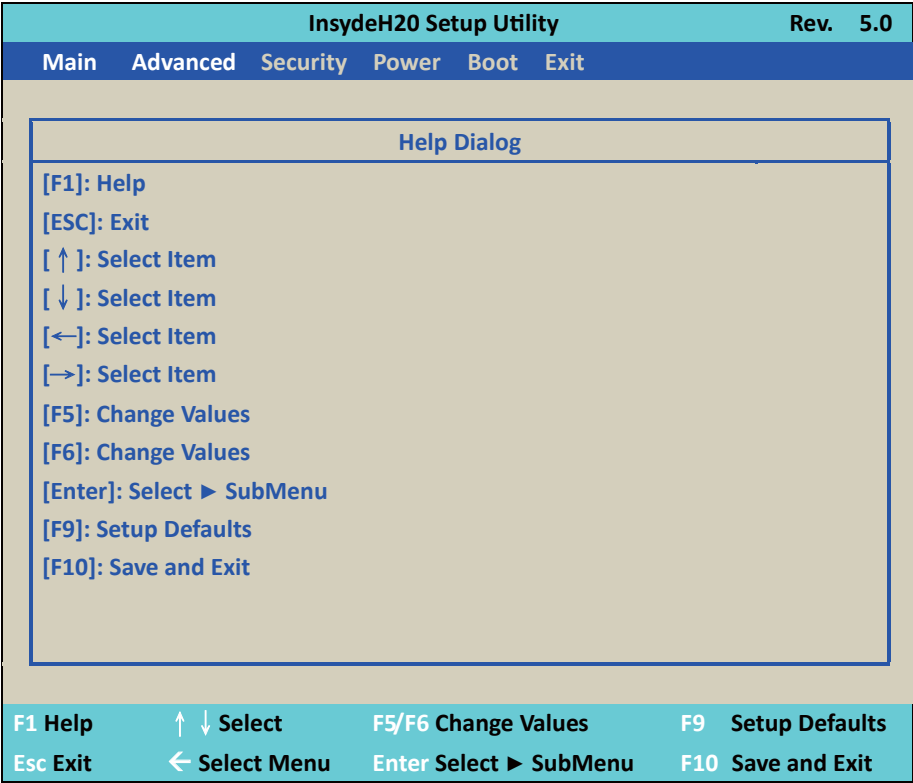 InsydeH20 Setup Utility Rev. 5.0
Main Advanced Security Power Boot Exit
Help Dialog
[F1]: Help
[ESC]: Exit
[ ↑ ]: Select Item
[ ↓ ]: Select Item
[←]: Select Item
[→]: Select Item
[F5]: Change Values
[F6]: Change Values
[Enter]: Select ► SubMenu
[F9]: Setup Defaults
[F10]: Save and Exit
F1 Help ↑ ↓ Select F5/F6 Change Values F9 Setup Defaults
Esc Exit ← Select Menu Enter Select ► SubMenu F10 Save and Exit